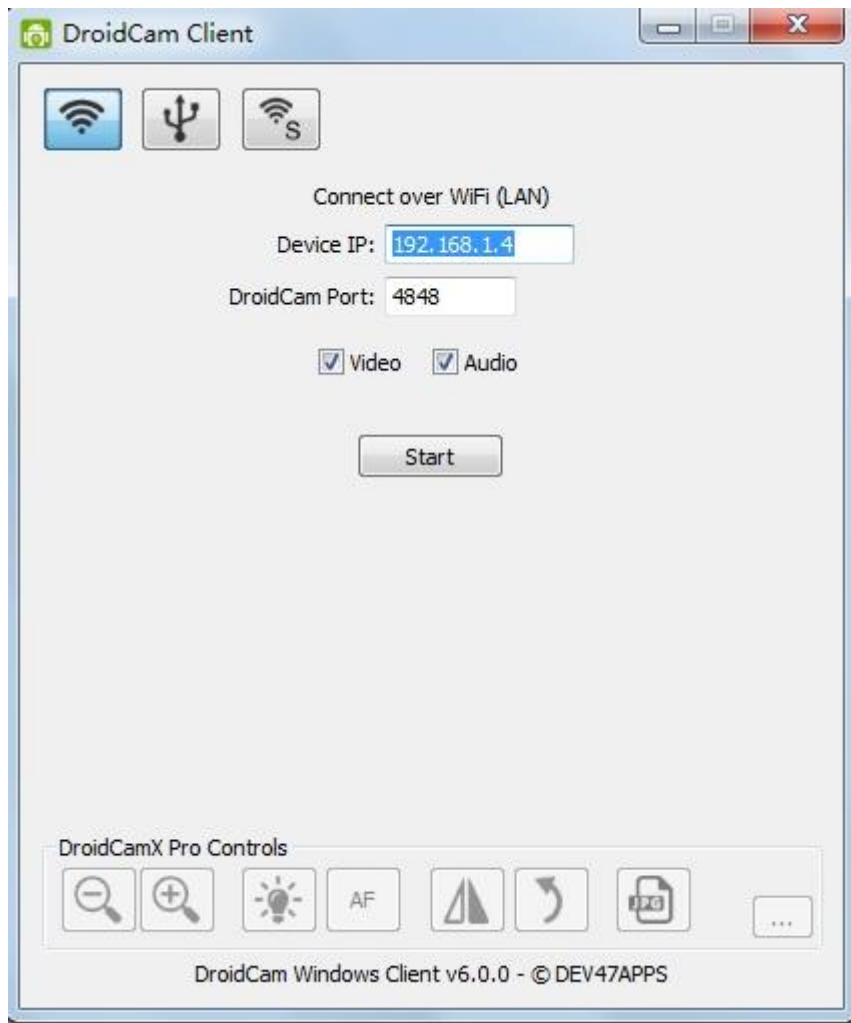 DroidCam Client
S
Connect over WiFi (LAN)
Device IP: 192.168.1.4
DroidCam Port: 4848
Video Audio
Start
DroidCamX Pro Controls
AF JPG ...
DroidCam Windows Client v6.0.0 - © DEV47APPS